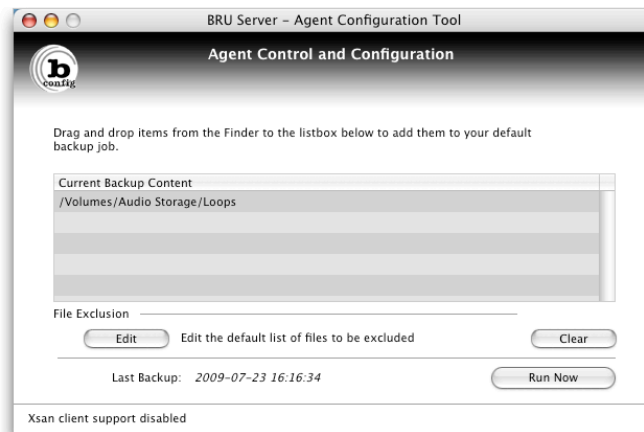 BRU Server – Agent Configuration Tool
b
config
Agent Control and Configuration
Drag and drop items from the Finder to the listbox below to add them to your default
backup job.
Current Backup Content
/Volumes/Audio Storage/Loops
File Exclusion
Edit Edit the default list of files to be excluded Clear
Last Backup: 2009-07-23 16:16:34 Run Now
Xsan client support disabled